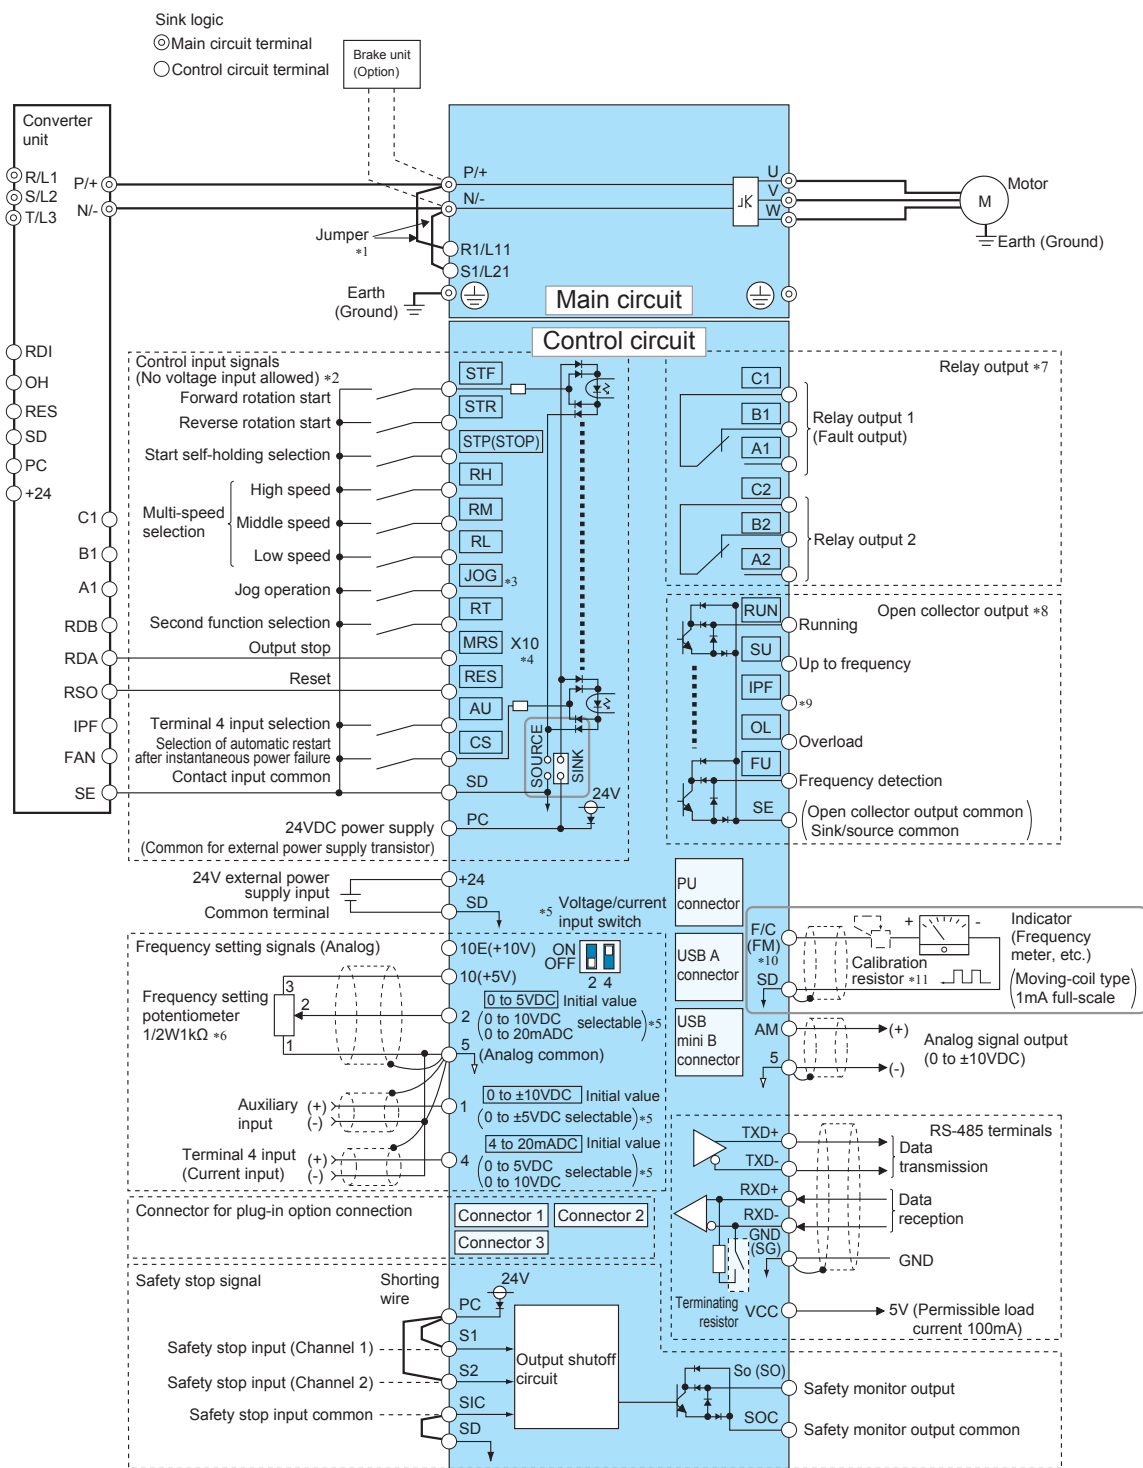 Sink logic
Main circuit terminal
Control circuit terminal
Brake unit
(Option)
Converter
unit
R/L1
S/L2
T/L3
P/+
N/-
P/+
N/-
Jumper
*1
R1/L11
S1/L21
Earth
(Ground)
U
V
W
M
Motor
Earth (Ground)
Main circuit
Control circuit
RDI
OH
RES
SD
PC
+24
C1
B1
A1
RDB
RDA
RSO
IPF
FAN
SE
Control input signals
(No voltage input allowed) *2
Forward rotation start
Reverse rotation start
Start self-holding selection
Multi-speed
selection
High speed
Middle speed
Low speed
Jog operation
Second function selection
Output stop
Reset
Terminal 4 input selection
Selection of automatic restart
after instantaneous power failure
Contact input common
24VDC power supply
(Common for external power supply transistor)
STF
STR
STP(STOP)
RH
RM
RL
JOG *3
RT
MRS X10
*4
RES
AU
CS
SD
PC
SOURCE
SINK
24V
Relay output *7
C1
B1
A1
Relay output 1
(Fault output)
C2
B2
A2
Relay output 2
Open collector output *8
RUN
Running
SU
Up to frequency
IPF
*9
OL
Overload
FU
Frequency detection
SE
(Open collector output common
Sink/source common)
24V external power
supply input
Common terminal
+24
SD
*5 Voltage/current
input switch
ON
OFF
2 4
Frequency setting signals (Analog)
Frequency setting
potentiometer
1/2W1kΩ *6
3
2
1
10E(+10V)
10(+5V)
2
0 to 5VDC Initial value
(0 to 10VDC
0 to 20mADC selectable)*5
5
(Analog common)
Auxiliary
input
(+)
(-)
1
0 to ±10VDC Initial value
(0 to ±5VDC selectable)*5
Terminal 4 input
(Current input)
(+)
(-)
4
4 to 20mADC Initial value
(0 to 5VDC
0 to 10VDC selectable)*5
PU
connector
USB A
connector
USB
mini B
connector
F/C
(FM)
*10
SD
+
-
Calibration
resistor *11
Indicator
(Frequency
meter, etc.)
(Moving-coil type
1mA full-scale)
AM
5
(+)
(-)
Analog signal output
(0 to ±10VDC)
RS-485 terminals
TXD+
TXD-
Data
transmission
RXD+
RXD-
Data
reception
GND
(SG)
GND
Terminating
resistor
VCC
5V (Permissible load
current 100mA)
Connector for plug-in option connection
Connector 1
Connector 2
Connector 3
Safety stop signal
Shorting
wire
PC
24V
S1
S2
SIC
SD
Safety stop input (Channel 1)
Safety stop input (Channel 2)
Safety stop input common
Output shutoff
circuit
So (SO)
Safety monitor output
SOC
Safety monitor output common